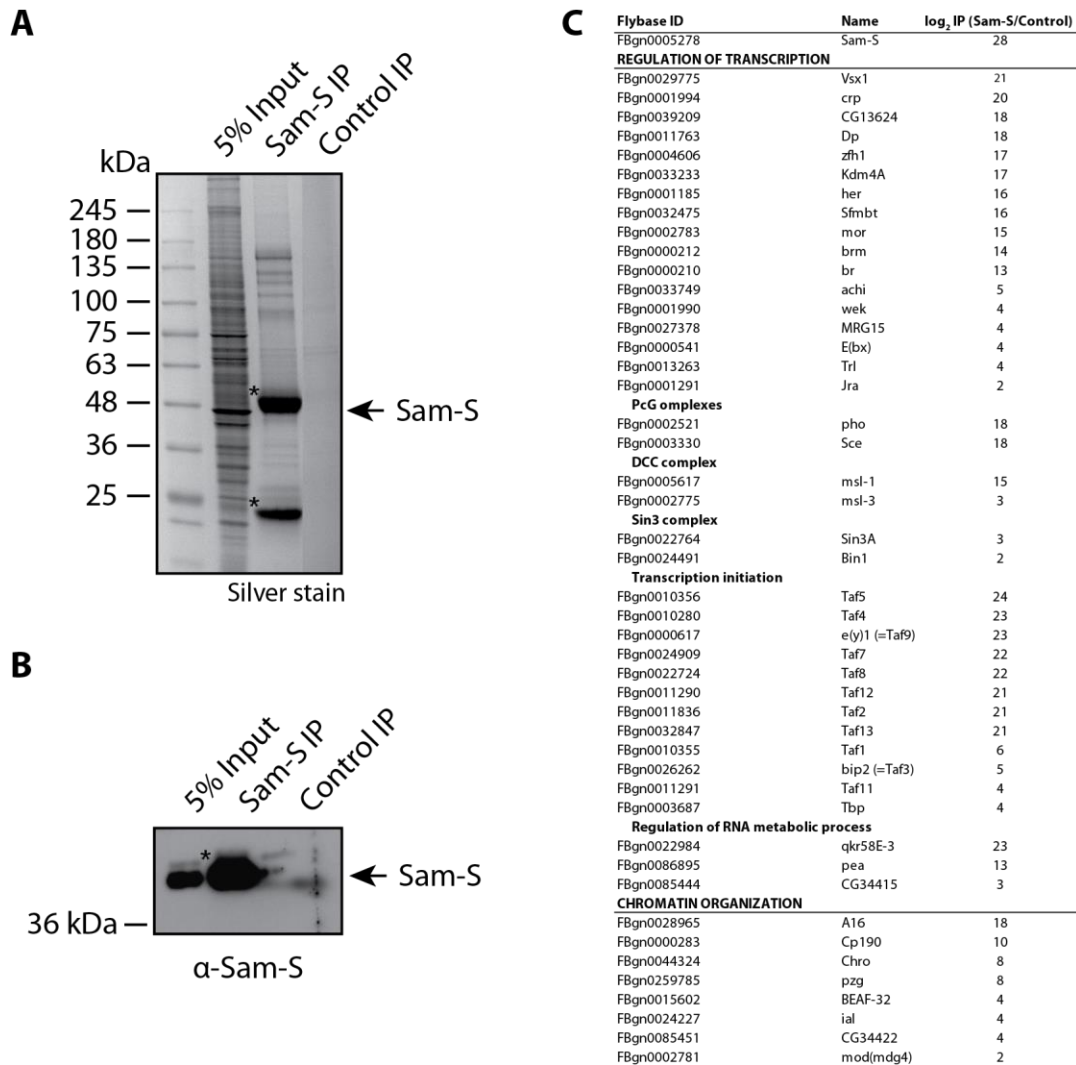 A
5% Input
Sam-S IP
Control IP
kDa
245
180
135
100
75
63
48
36
25
*
*
Sam-S
Silver stain
B
5% Input
Sam-S IP
Control IP
*
Sam-S
36 kDa
α-Sam-S
C
Flybase ID Name log2 IP (Sam-S/Control)
FBgn0005278 Sam-S 28
REGULATION OF TRANSCRIPTION
FBgn0029775 Vsx1 21
FBgn0001994 crp 20
FBgn0039209 CG13624 18
FBgn0011763 Dp 18
FBgn0004606 zfh1 17
FBgn0033233 Kdm4A 17
FBgn0001185 her 16
FBgn0032475 Sfmbt 16
FBgn0002783 mor 15
FBgn0000212 brm 14
FBgn0000210 br 13
FBgn0033749 achi 5
FBgn0001990 wek 4
FBgn0027378 MRG15 4
FBgn0000541 E(bx) 4
FBgn0013263 Trl 4
FBgn0001291 Jra 2
PcG omplexes
FBgn0002521 pho 18
FBgn0003330 Sce 18
DCC complex
FBgn0005617 msl-1 15
FBgn0002775 msl-3 3
Sin3 complex
FBgn0022764 Sin3A 3
FBgn0024491 Bin1 2
Transcription initiation
FBgn0010356 Taf5 24
FBgn0010280 Taf4 23
FBgn0000617 e(y)1 (=Taf9) 23
FBgn0024909 Taf7 22
FBgn0022724 Taf8 22
FBgn0011290 Taf12 21
FBgn0011836 Taf2 21
FBgn0032847 Taf13 21
FBgn0010355 Taf1 6
FBgn0026262 bip2 (=Taf3) 5
FBgn0011291 Taf11 4
FBgn0003687 Tbp 4
Regulation of RNA metabolic process
FBgn0022984 qkr58E-3 23
FBgn0086895 pea 13
FBgn0085444 CG34415 3
CHROMATIN ORGANIZATION
FBgn0028965 A16 18
FBgn0000283 Cp190 10
FBgn0044324 Chro 8
FBgn0259785 pzg 8
FBgn0015602 BEAF-32 4
FBgn0024227 ial 4
FBgn0085451 CG34422 4
FBgn0002781 mod(mdg4) 2